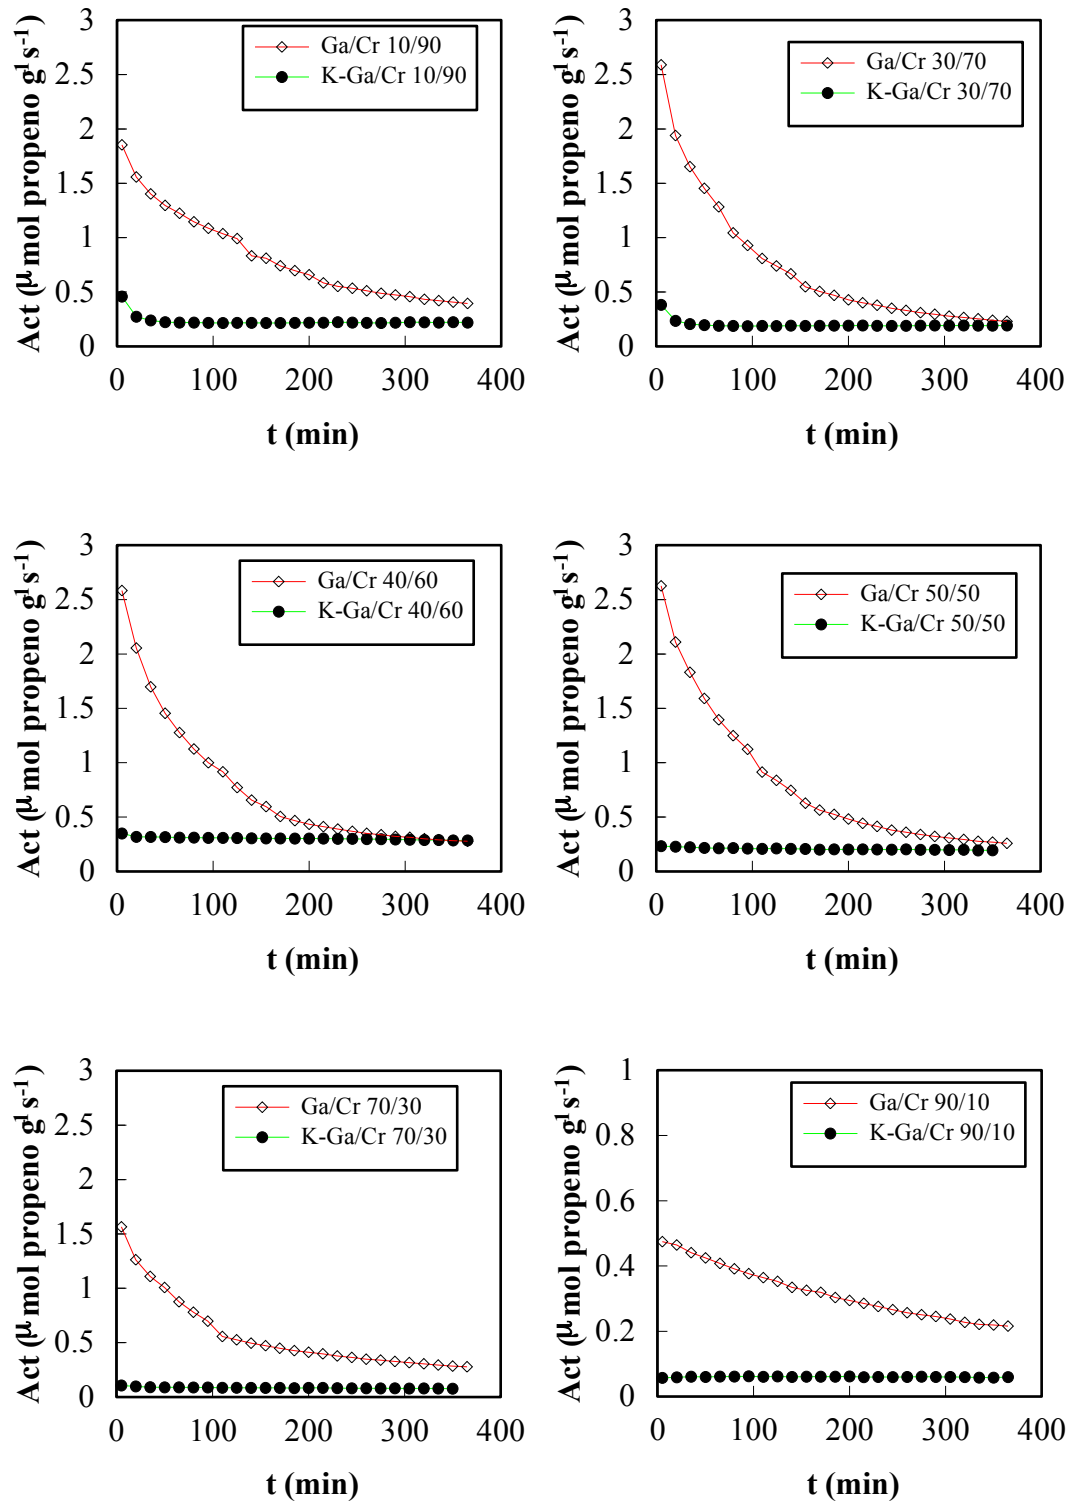 3
2.5
2
1.5
1
0.5
0
0 100 200 300 400
Act (μmol propeno g¹s⁻¹)
t (min)
Ga/Cr 10/90
K-Ga/Cr 10/90
3
2.5
2
1.5
1
0.5
0
0 100 200 300 400
Act (μmol propeno g¹s⁻¹)
t (min)
Ga/Cr 30/70
K-Ga/Cr 30/70
3
2.5
2
1.5
1
0.5
0
0 100 200 300 400
Act (μmol propeno g¹s⁻¹)
t (min)
Ga/Cr 40/60
K-Ga/Cr 40/60
3
2.5
2
1.5
1
0.5
0
0 100 200 300 400
Act (μmol propeno g¹s⁻¹)
t (min)
Ga/Cr 50/50
K-Ga/Cr 50/50
3
2.5
2
1.5
1
0.5
0
0 100 200 300 400
Act (μmol propeno g¹s⁻¹)
t (min)
Ga/Cr 70/30
K-Ga/Cr 70/30
1
0.8
0.6
0.4
0.2
0
0 100 200 300 400
Act (μmol propeno g¹s⁻¹)
t (min)
Ga/Cr 90/10
K-Ga/Cr 90/10